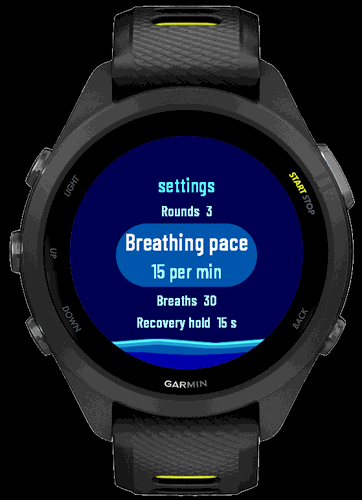 settings
Rounds 3
Breathing pace
15 per min
Breaths 30
Recovery hold 15 s
LIGHT
START STOP
UP
DOWN
BACK
GARMIN